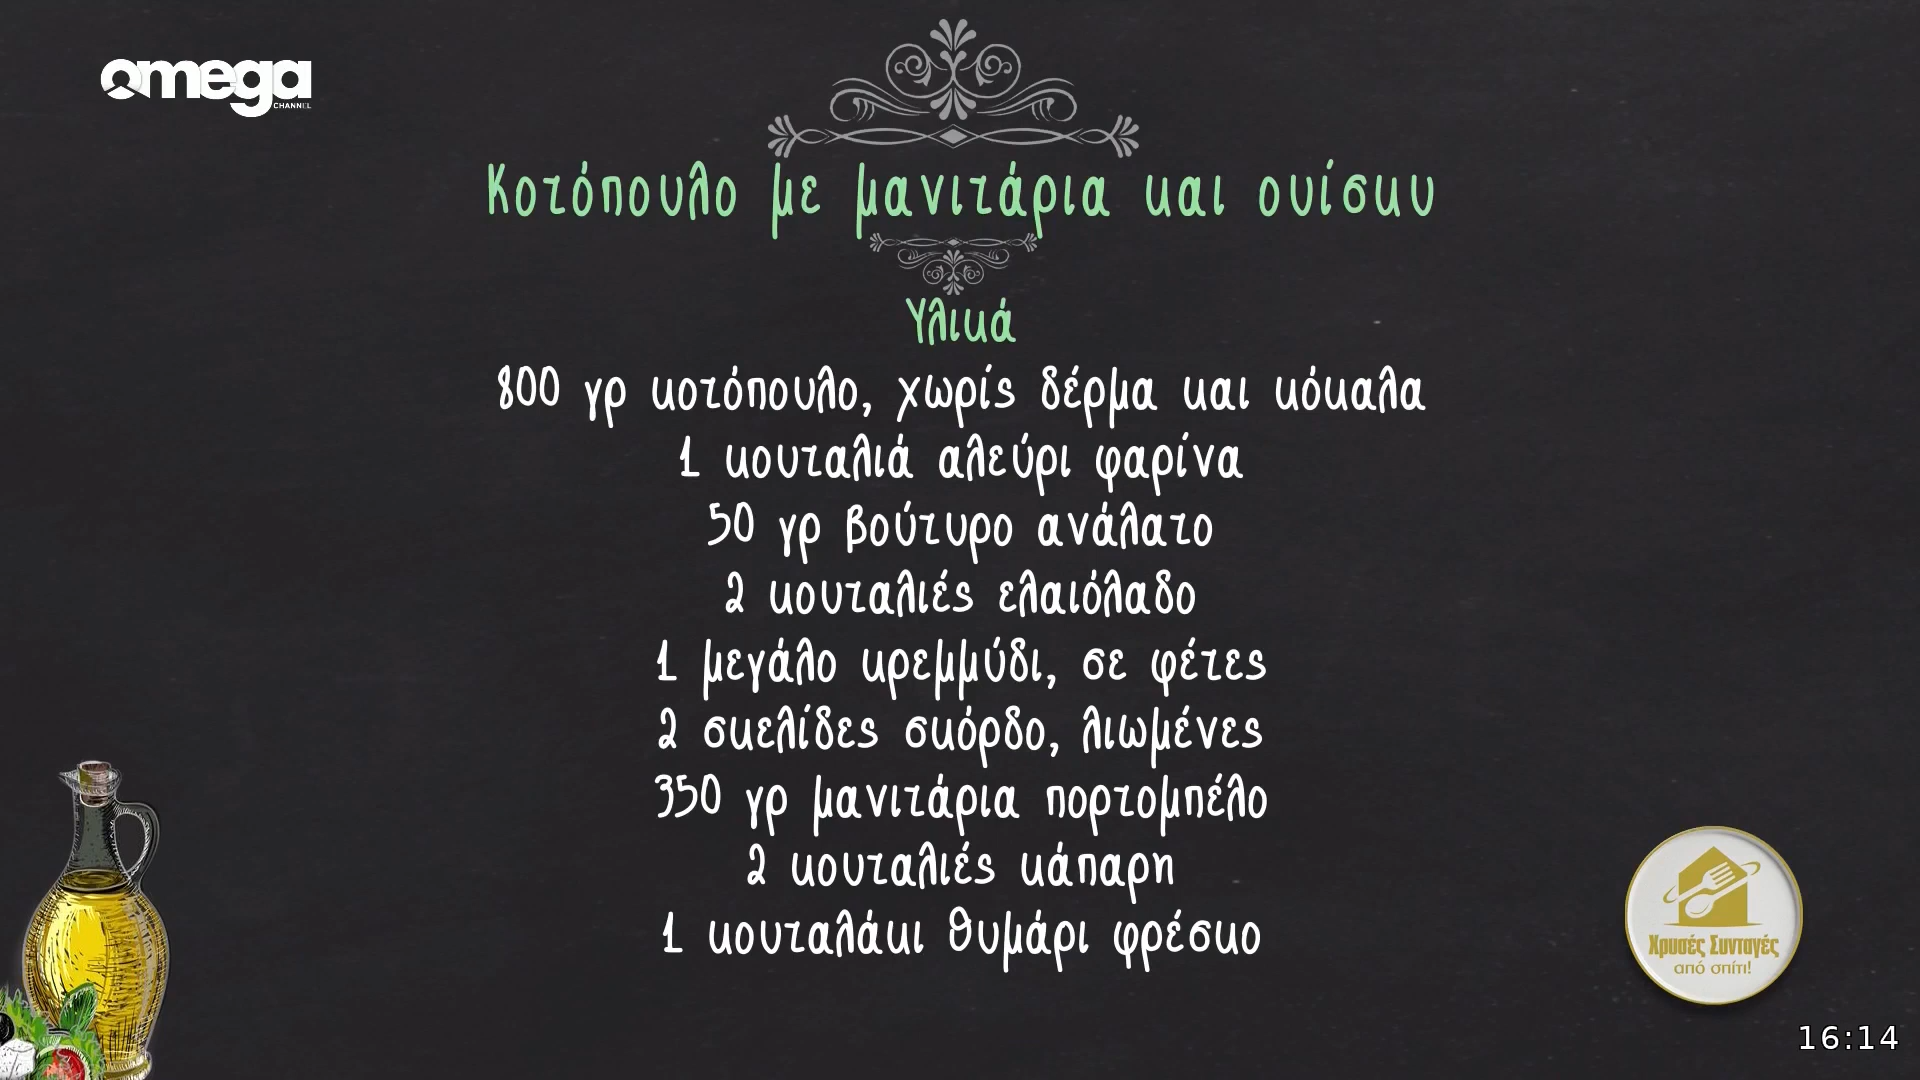 omega
CHANNEL
Κοτόπουλο με μανιτάρια και ουίσκυ
Υλικά
800 γρ κοτόπουλο, χωρίς δέρμα και κόκαλα
1 κουταλιά αλεύρι φαρίνα
50 γρ βούτυρο ανάλατο
2 κουταλιές ελαιόλαδο
1 μεγάλο κρεμμύδι, σε φέτες
2 σκελίδες σκόρδο, λιωμένες
350 γρ μανιτάρια πορτομπέλο
2 κουταλιές κάπαρη
1 κουταλάκι θυμάρι φρέσκο
Χρυσές Συνταγές
από σπίτι!
16:14